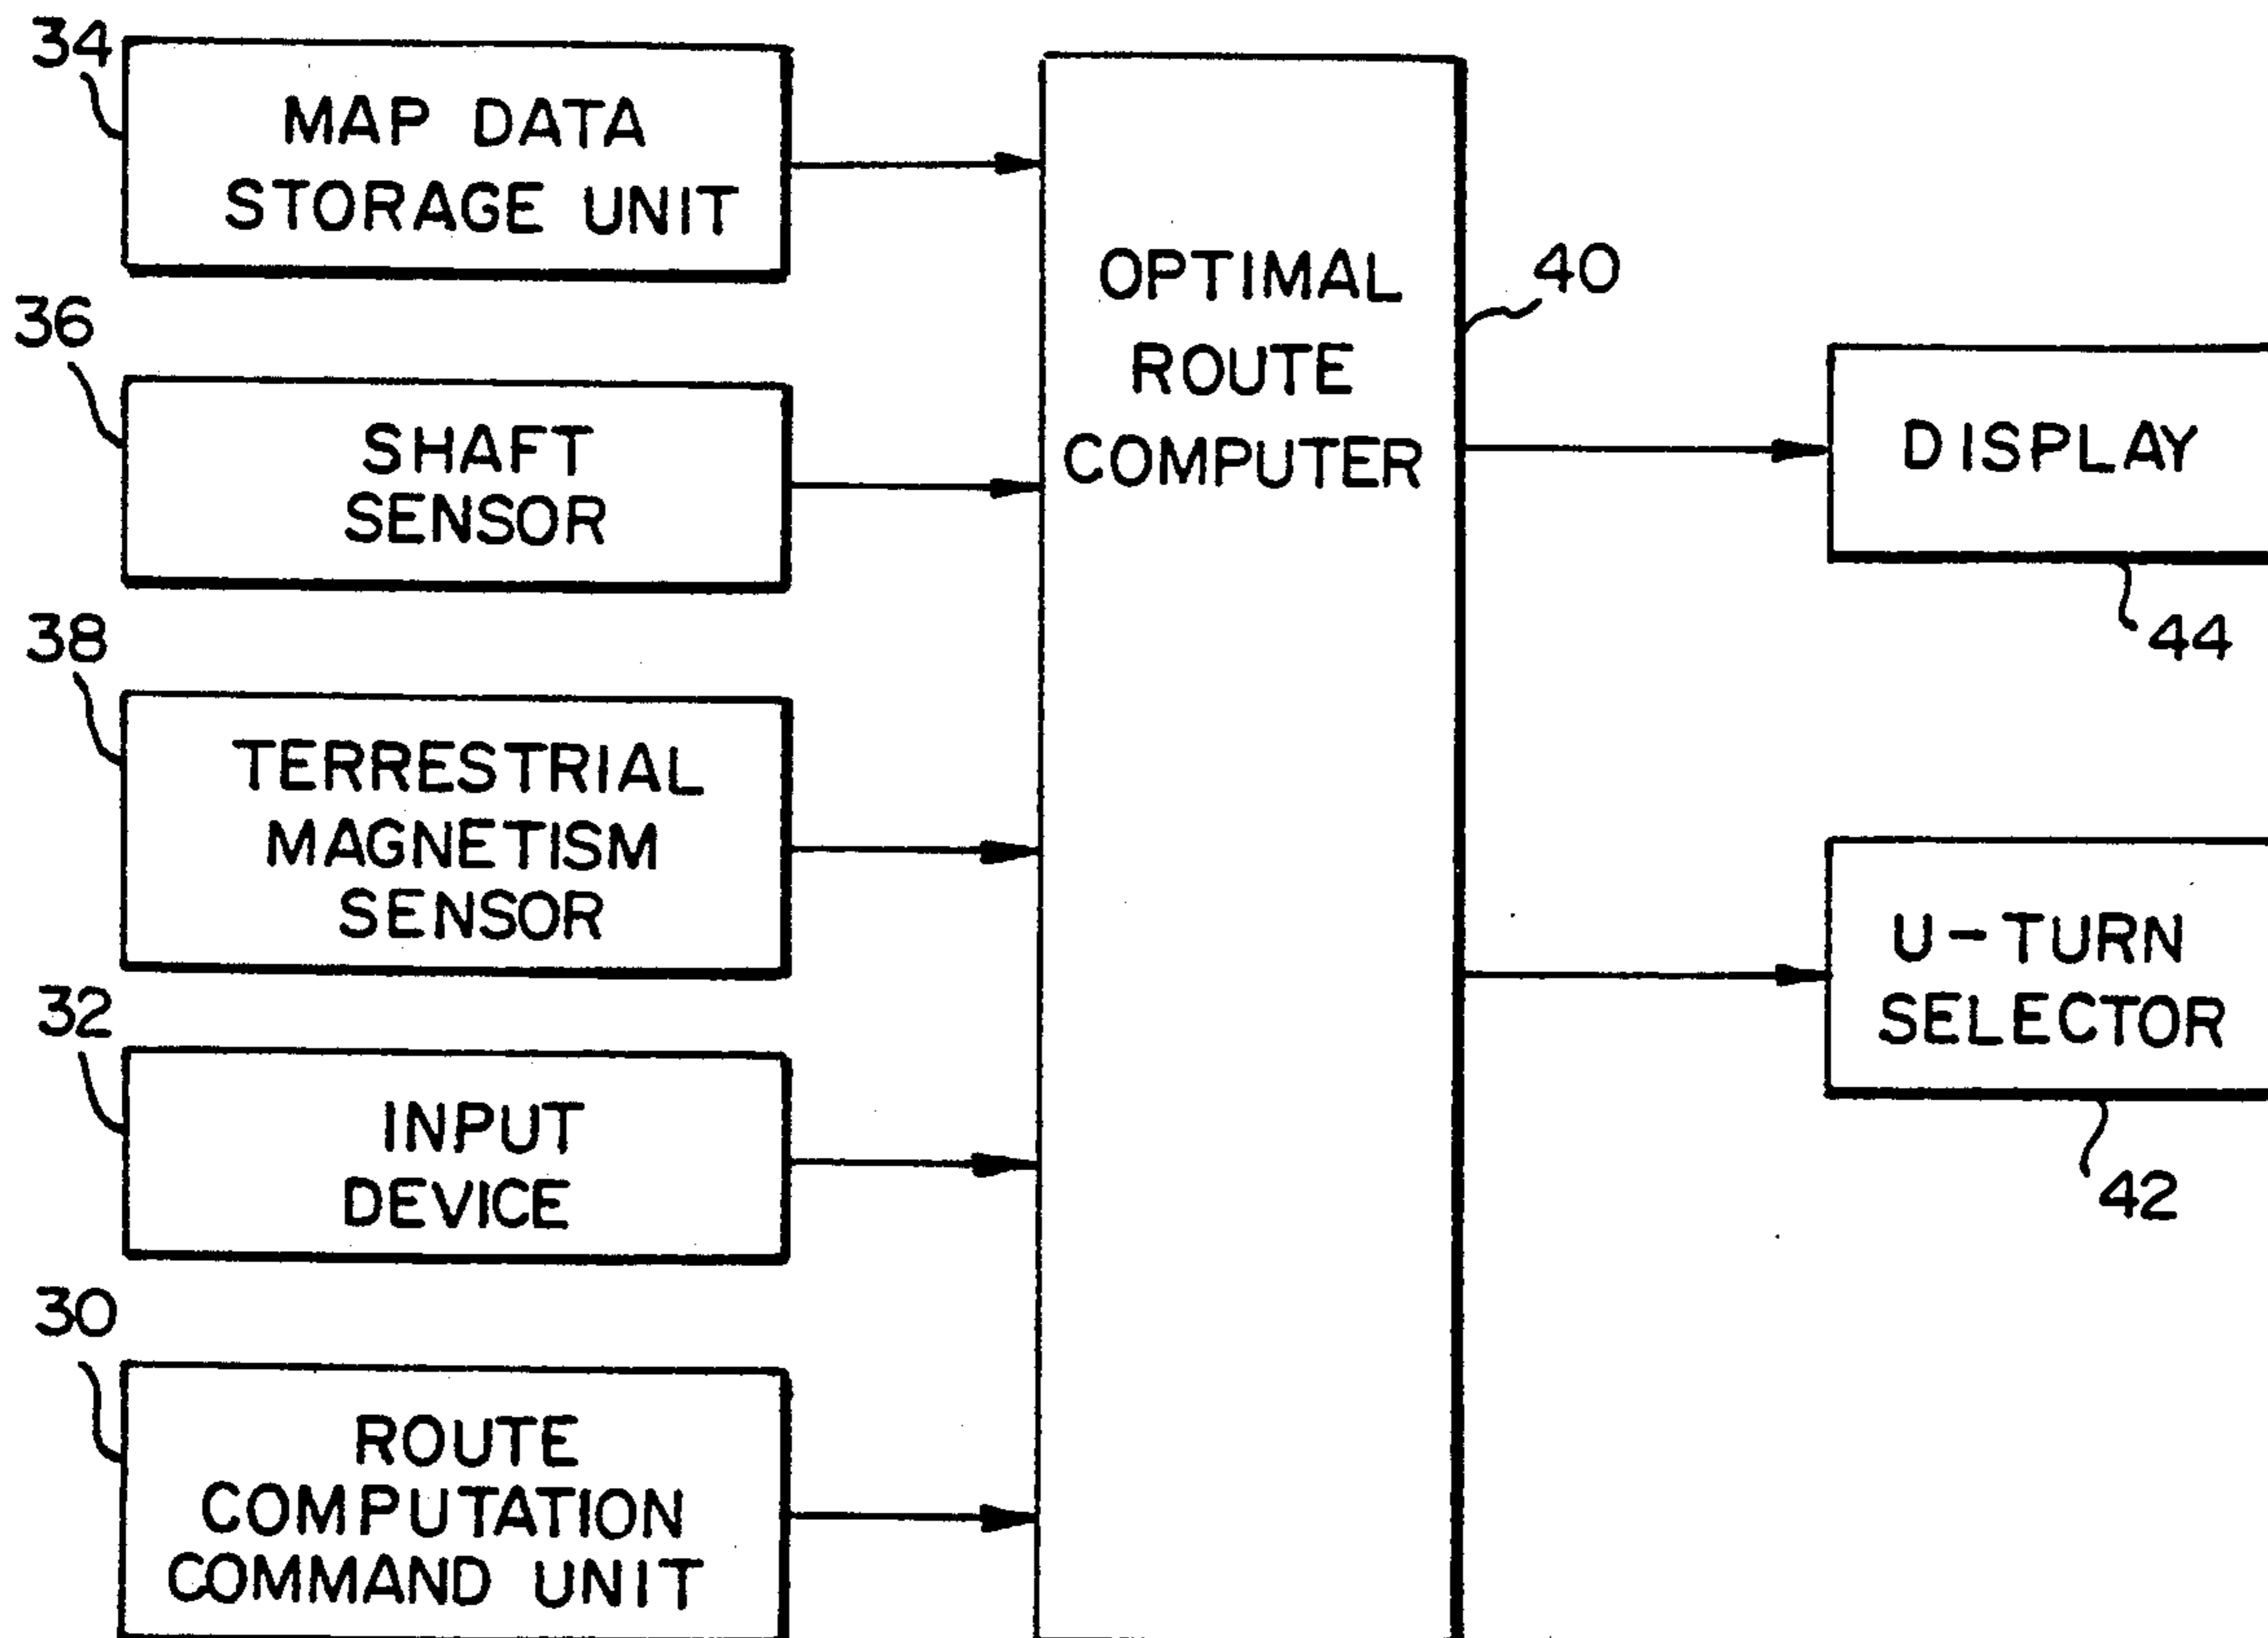 34
MAP DATA
STORAGE UNIT
36
SHAFT
SENSOR
38
TERRESTRIAL
MAGNETISM
SENSOR
32
INPUT
DEVICE
30
ROUTE
COMPUTATION
COMMAND UNIT
OPTIMAL
ROUTE
COMPUTER
40
DISPLAY
44
U-TURN
SELECTOR
42